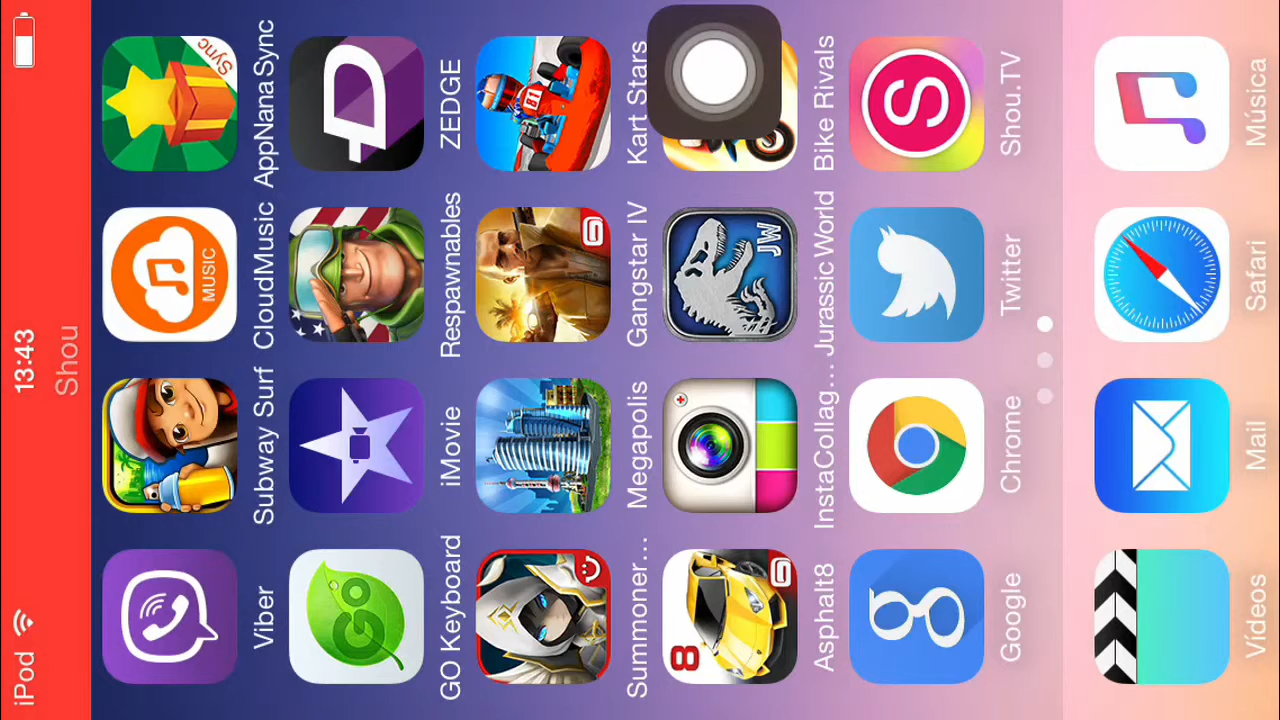 iPod 13:43
Shou
Sync
MUSIC
Viber Subway Surf CloudMusic AppNana Sync
GO
GO Keyboard iMovie Respawnables ZEDGE
81
Summoner... Megapolis Gangstar IV Kart Stars
8
JW
Asphalt8 InstaCollag... Jurassic World Bike Rivals
g
S
Google Chrome Twitter Shou.TV
Vídeos Mail Safari Música